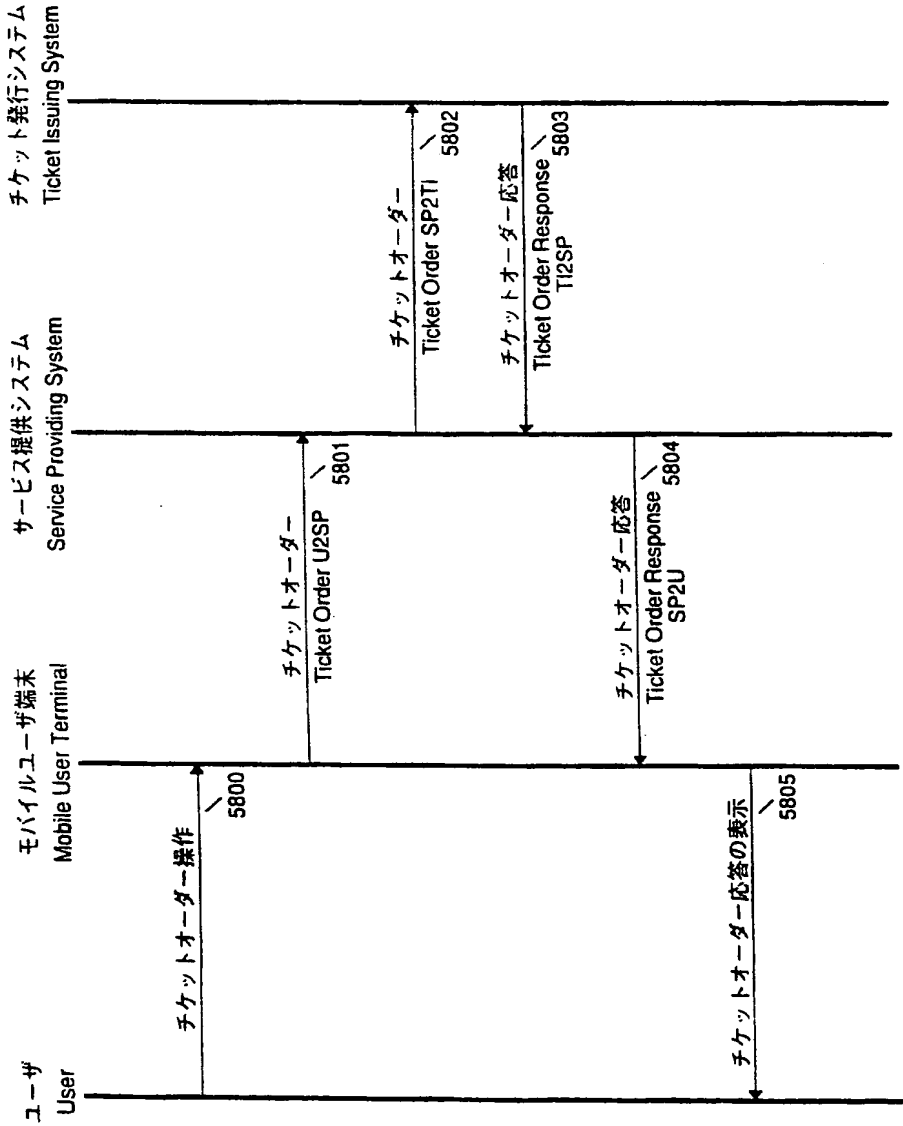 ユーザ
User
モバイルユーザ端末
Mobile User Terminal
サービス提供システム
Service Providing System
チケット発行システム
Ticket Issuing System
チケットオーダー操作
5800
チケットオーダー
Ticket Order U2SP
5801
チケットオーダー
Ticket Order SP2TI
5802
チケットオーダー応答
Ticket Order Response
TI2SP
5803
チケットオーダー応答
Ticket Order Response
SP2U
5804
チケットオーダー応答の表示
5805